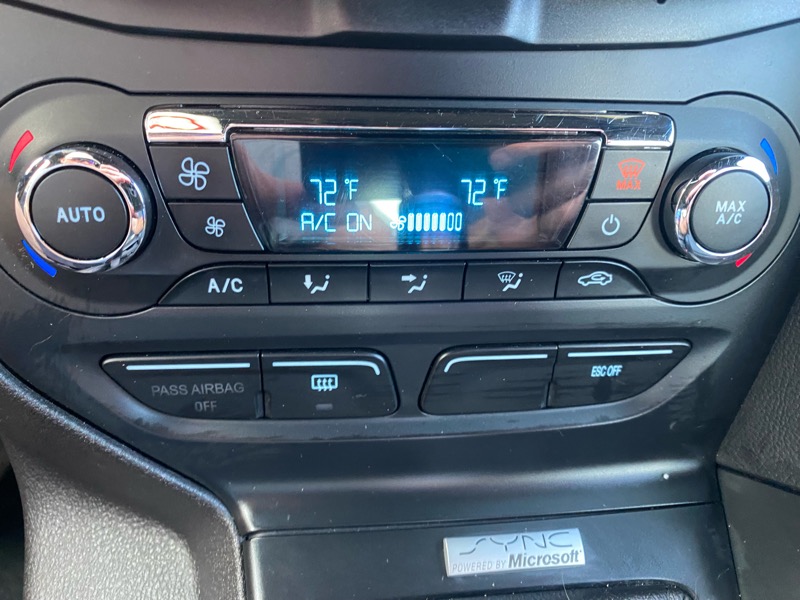 72°F 72°F
A/C ON
AUTO
MAX
MAX A/C
A/C
PASS AIRBAG
OFF
ESC OFF
SYNC
POWERED BY Microsoft